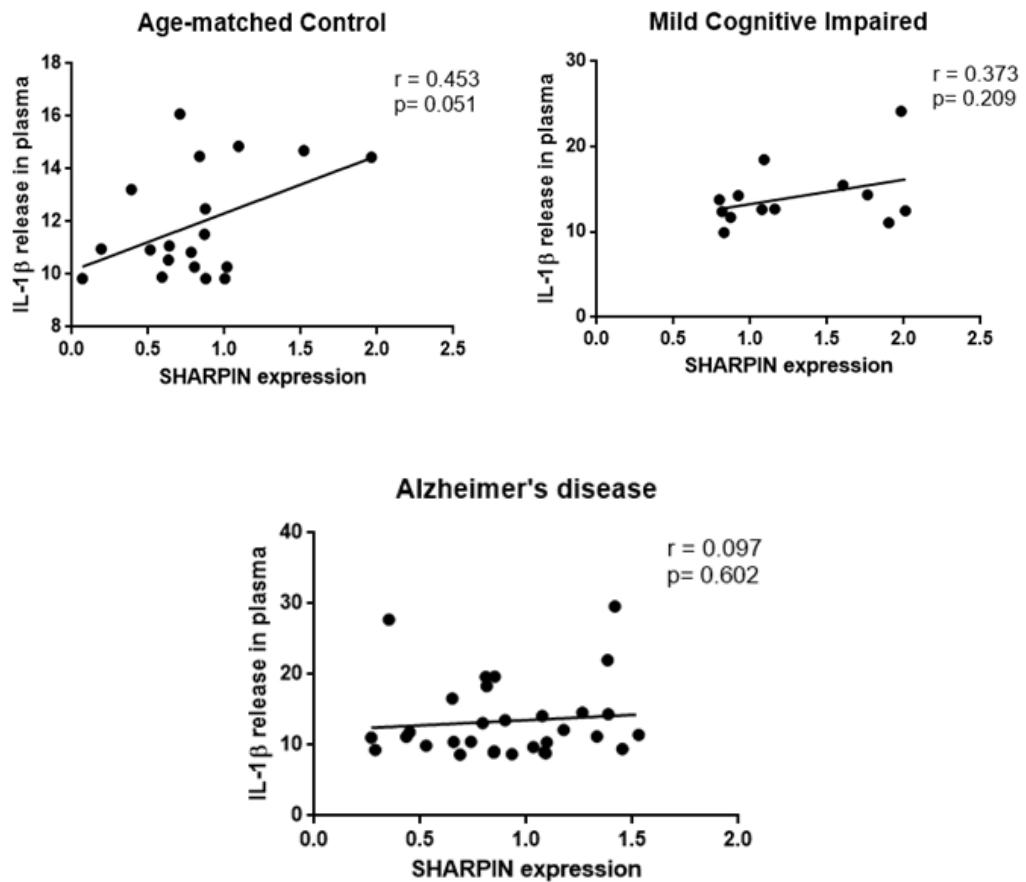 Age-matched Control
r = 0.453
p= 0.051
IL-1β release in plasma
18
16
14
12
10
8
0.0 0.5 1.0 1.5 2.0 2.5
SHARPIN expression
Mild Cognitive Impaired
r = 0.373
p= 0.209
IL-1β release in plasma
30
20
10
0
0.0 0.5 1.0 1.5 2.0 2.5
SHARPIN expression
Alzheimer's disease
r = 0.097
p= 0.602
IL-1β release in plasma
40
30
20
10
0
0.0 0.5 1.0 1.5 2.0
SHARPIN expression